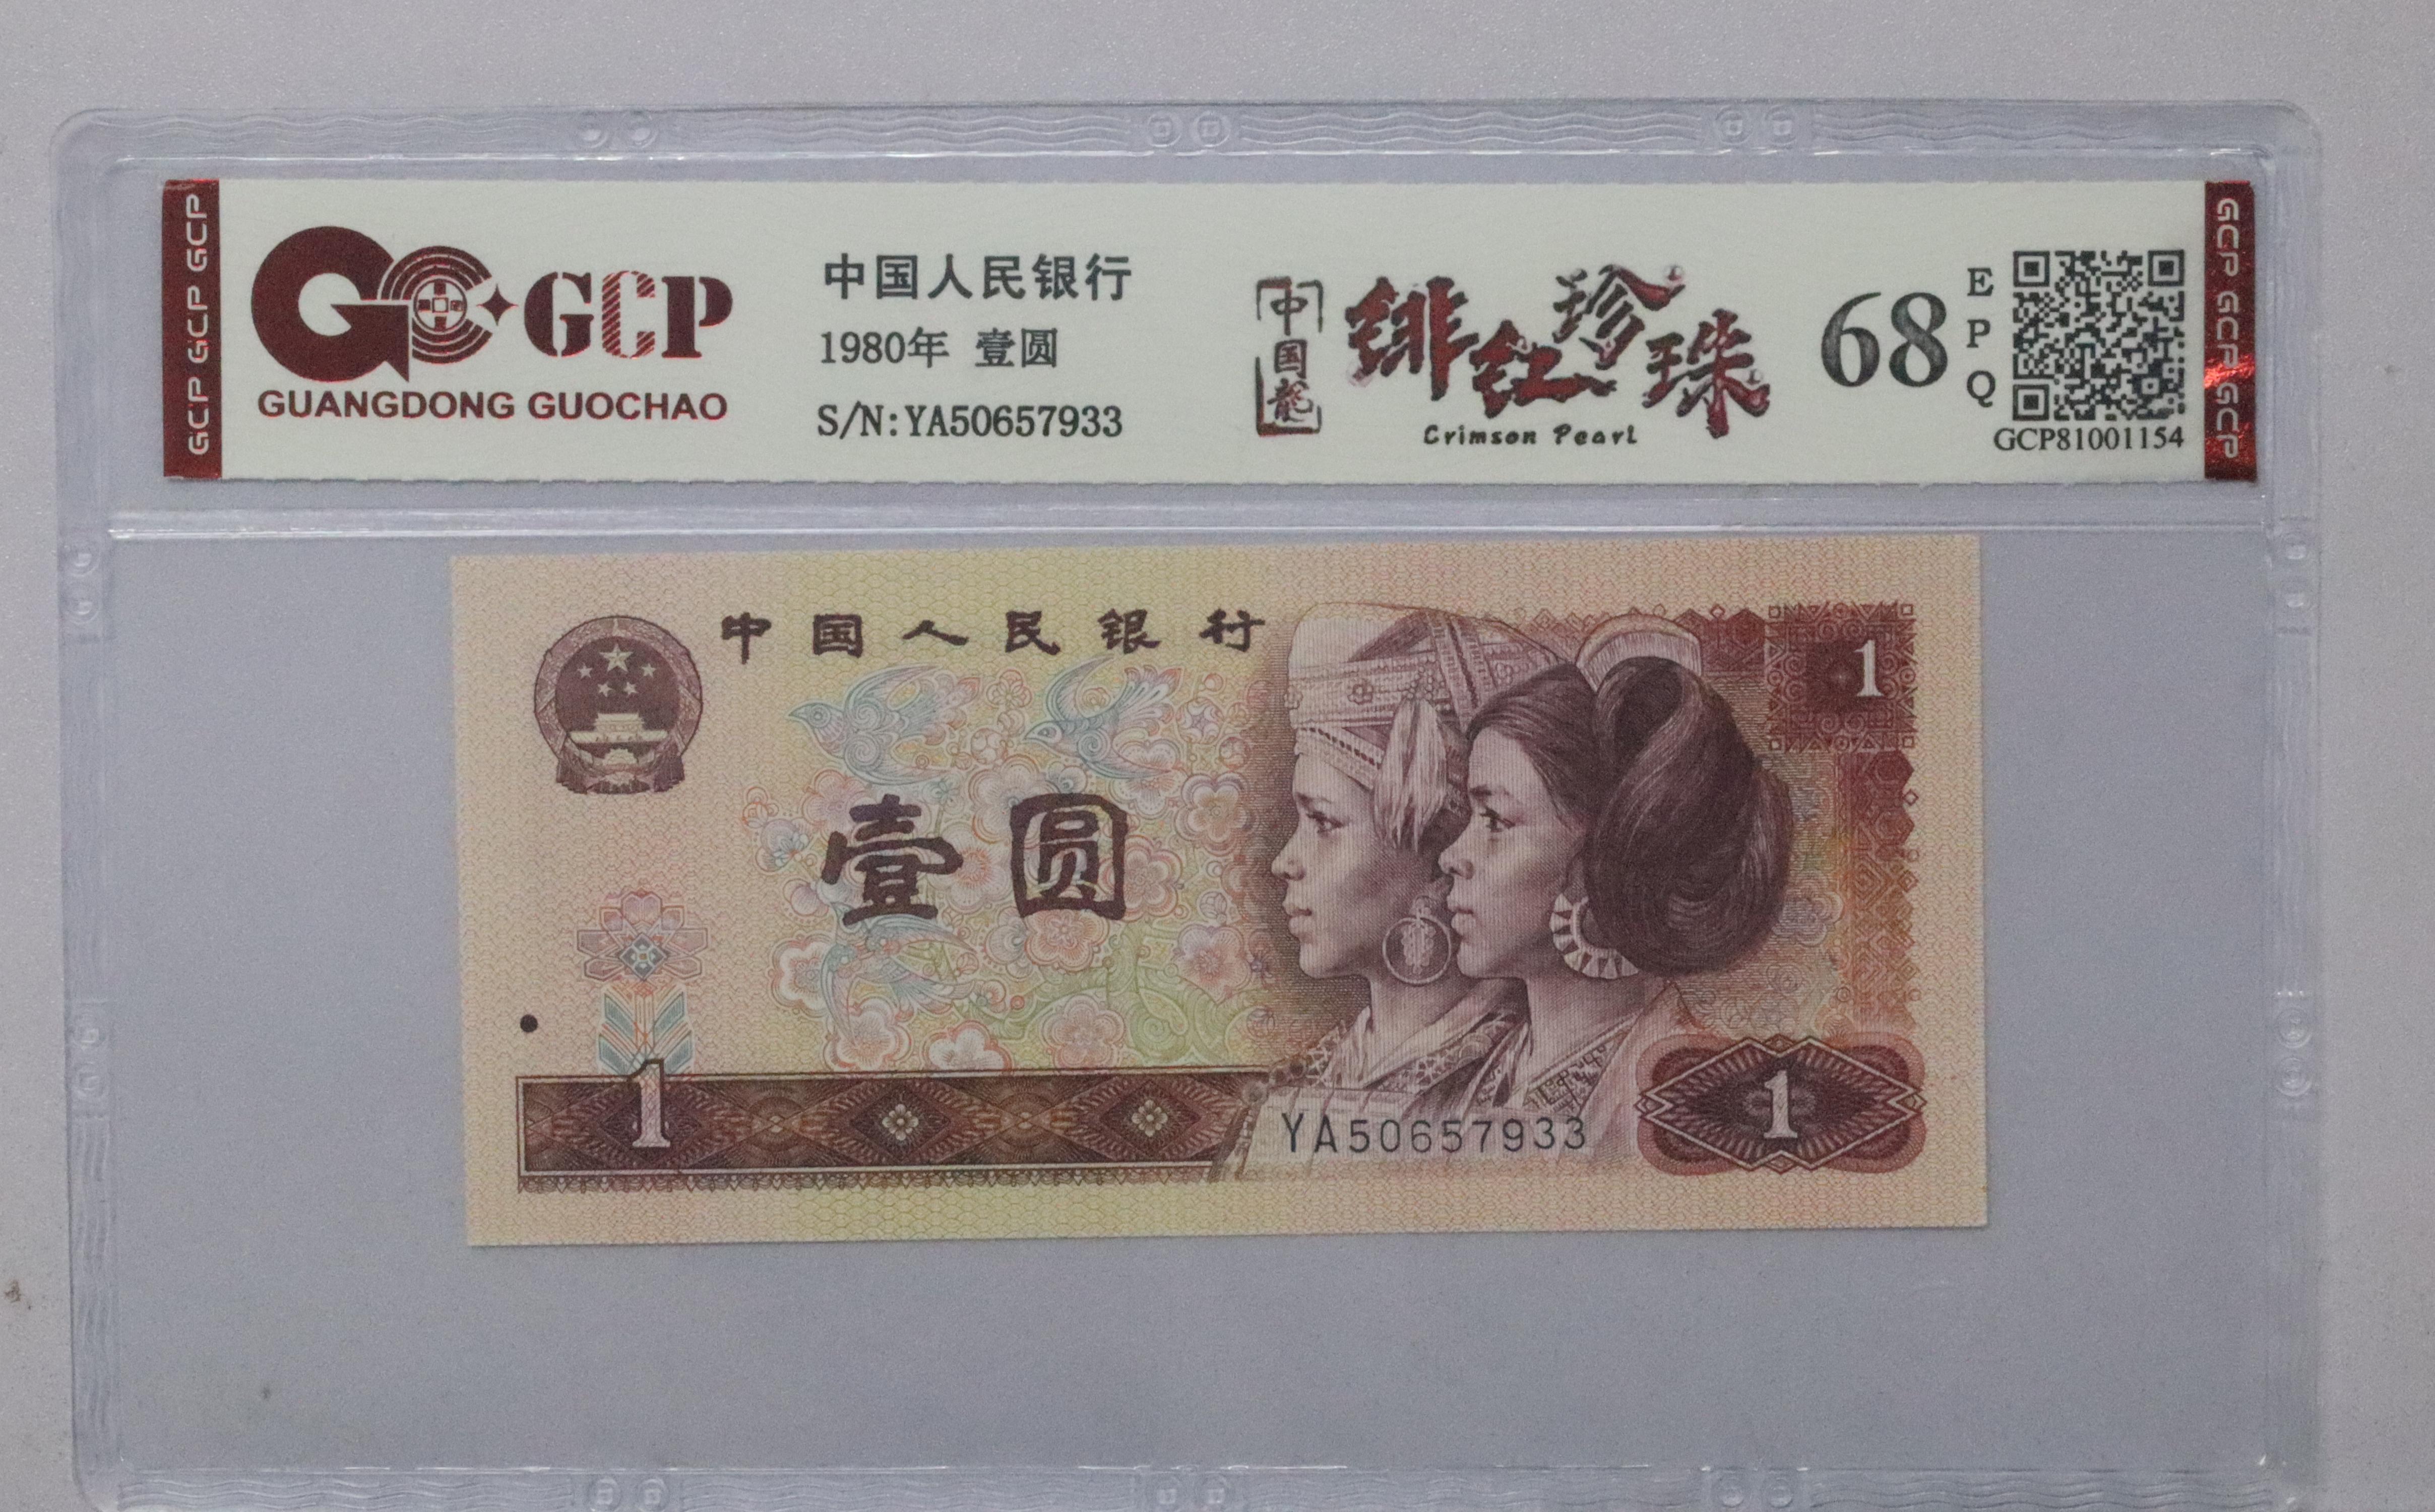 GCP GCP GCP
GCP
GUANGDONG GUOCHAO
中国人民银行
1980年 壹圆
S/N:YA50657933
中国龍
绯红珍珠
Crimson Pearl
68
EPQ
GCP81001154
GCP GCP GCP
中国人民银行
1
壹圆
1
YA50657933
1